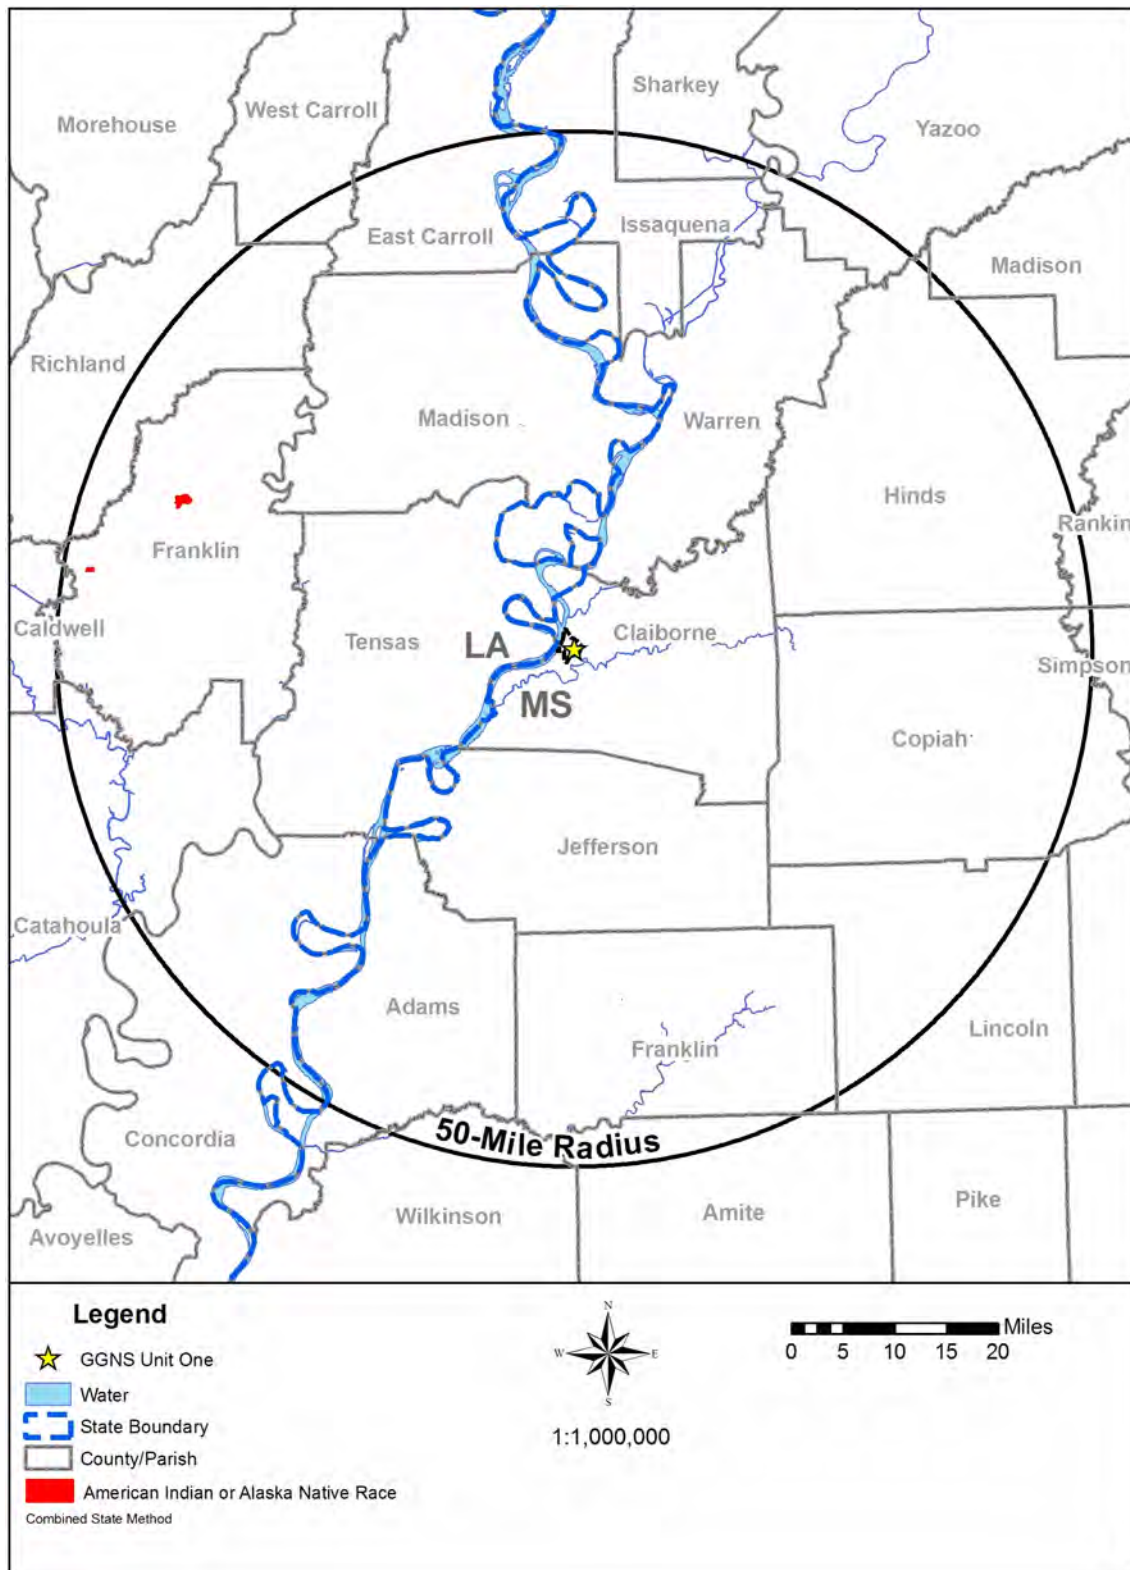 Sharkey
West Carroll
Morehouse
Yazoo
Issaquena
East Carroll
Madison
Richland
Madison
Warren
Hinds
Rankin
Franklin
Caldwell
Tensas
LA
Claiborne
Simpson
MS
Copiah
Jefferson
Catahoula
Adams
Lincoln
Franklin
Concordia
50-Mile Radius
Pike
Amite
Wilkinson
Avoyelles
Legend
GGNS Unit One
Water
State Boundary
County/Parish
American Indian or Alaska Native Race
Combined State Method
N
W E
S
1:1,000,000
Miles
0 5 10 15 20